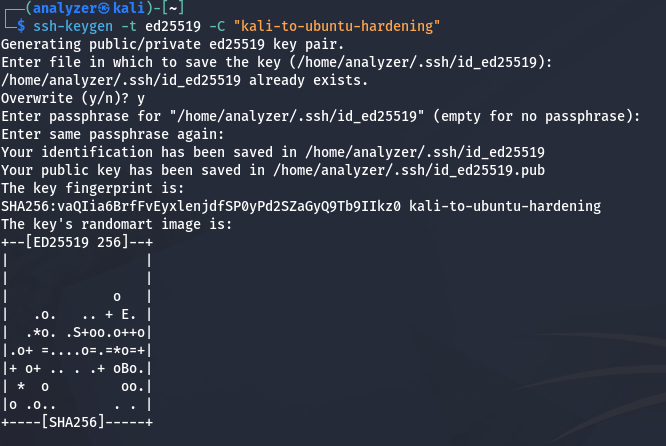 ┌──(analyzer㉿kali)-[~]
└─$ ssh-keygen -t ed25519 -C "kali-to-ubuntu-hardening"
Generating public/private ed25519 key pair.
Enter file in which to save the key (/home/analyzer/.ssh/id_ed25519):
/home/analyzer/.ssh/id_ed25519 already exists.
Overwrite (y/n)? y
Enter passphrase for "/home/analyzer/.ssh/id_ed25519" (empty for no passphrase):
Enter same passphrase again:
Your identification has been saved in /home/analyzer/.ssh/id_ed25519
Your public key has been saved in /home/analyzer/.ssh/id_ed25519.pub
The key fingerprint is:
SHA256:vaQIia6BrfFvEyxlenjdfSP0yPd2SZaGyQ9Tb9IIkz0 kali-to-ubuntu-hardening
The key's randomart image is:
+--[ED25519 256]--+
|                 |
|                 |
|             o   |
|   .o.   .. + E. |
|  .*o. .S+oo.o++o|
|.o+ =....o=.=*o=+|
|+ o+ .. . .+ oBo.|
| *  o         oo.|
|o .o..       . . |
+----[SHA256]-----+